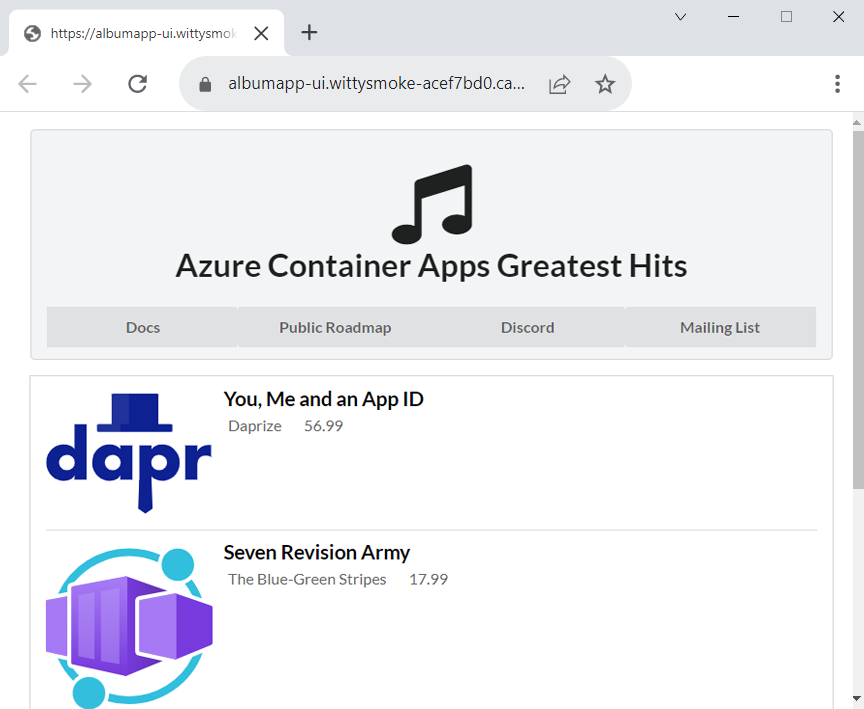 https://albumapp-ui.wittysmok
albumapp-ui.wittysmoke-acef7bd0.ca...
Azure Container Apps Greatest Hits
Docs Public Roadmap Discord Mailing List
You, Me and an App ID
Daprize 56.99
dapr
Seven Revision Army
The Blue-Green Stripes 17.99